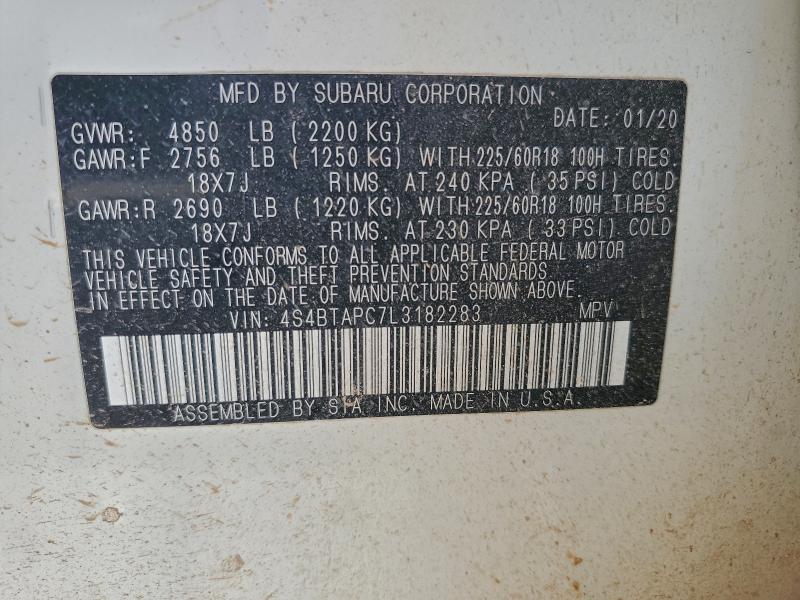 MFD BY SUBARU CORPORATION
DATE: 01/20
GVWR: 4850 LB ( 2200 KG)
GAWR:F 2756 LB ( 1250 KG) WITH 225/60R18 100H TIRES.
18X7J RIMS. AT 240 KPA ( 35 PSI) COLD
GAWR:R 2690 LB ( 1220 KG) WITH 225/60R18 100H TIRES.
18X7J RIMS. AT 230 KPA ( 33 PSI) COLD
THIS VEHICLE CONFORMS TO ALL APPLICABLE FEDERAL MOTOR
VEHICLE SAFETY AND THEFT PREVENTION STANDARDS
IN EFFECT ON THE DATE OF MANUFACTURE SHOWN ABOVE.
VIN: 4S4BTAPC7L3182283 MPV
ASSEMBLED BY SIA INC. MADE IN U.S.A.